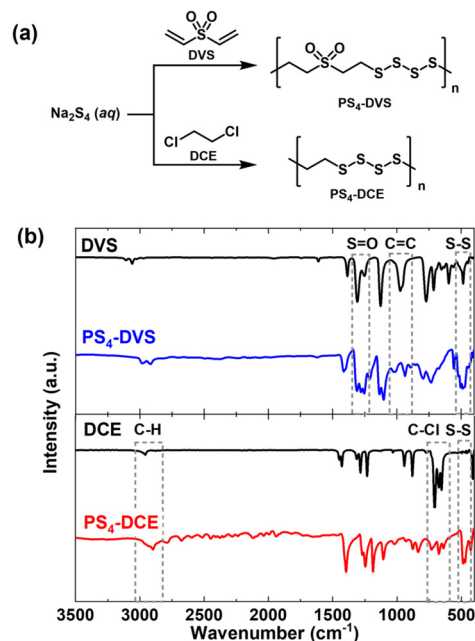 (a)
O O
S
DVS
O O
S S S S S
n
PS₄-DVS
Na₂S₄ (aq)
Cl
Cl
DCE
S S S S
n
PS₄-DCE
(b)
DVS
S=O C=C S-S
PS₄-DVS
DCE
C-H
C-Cl S-S
PS₄-DCE
Intensity (a.u.)
3500 3000 2500 2000 1500 1000 500
Wavenumber (cm⁻¹)